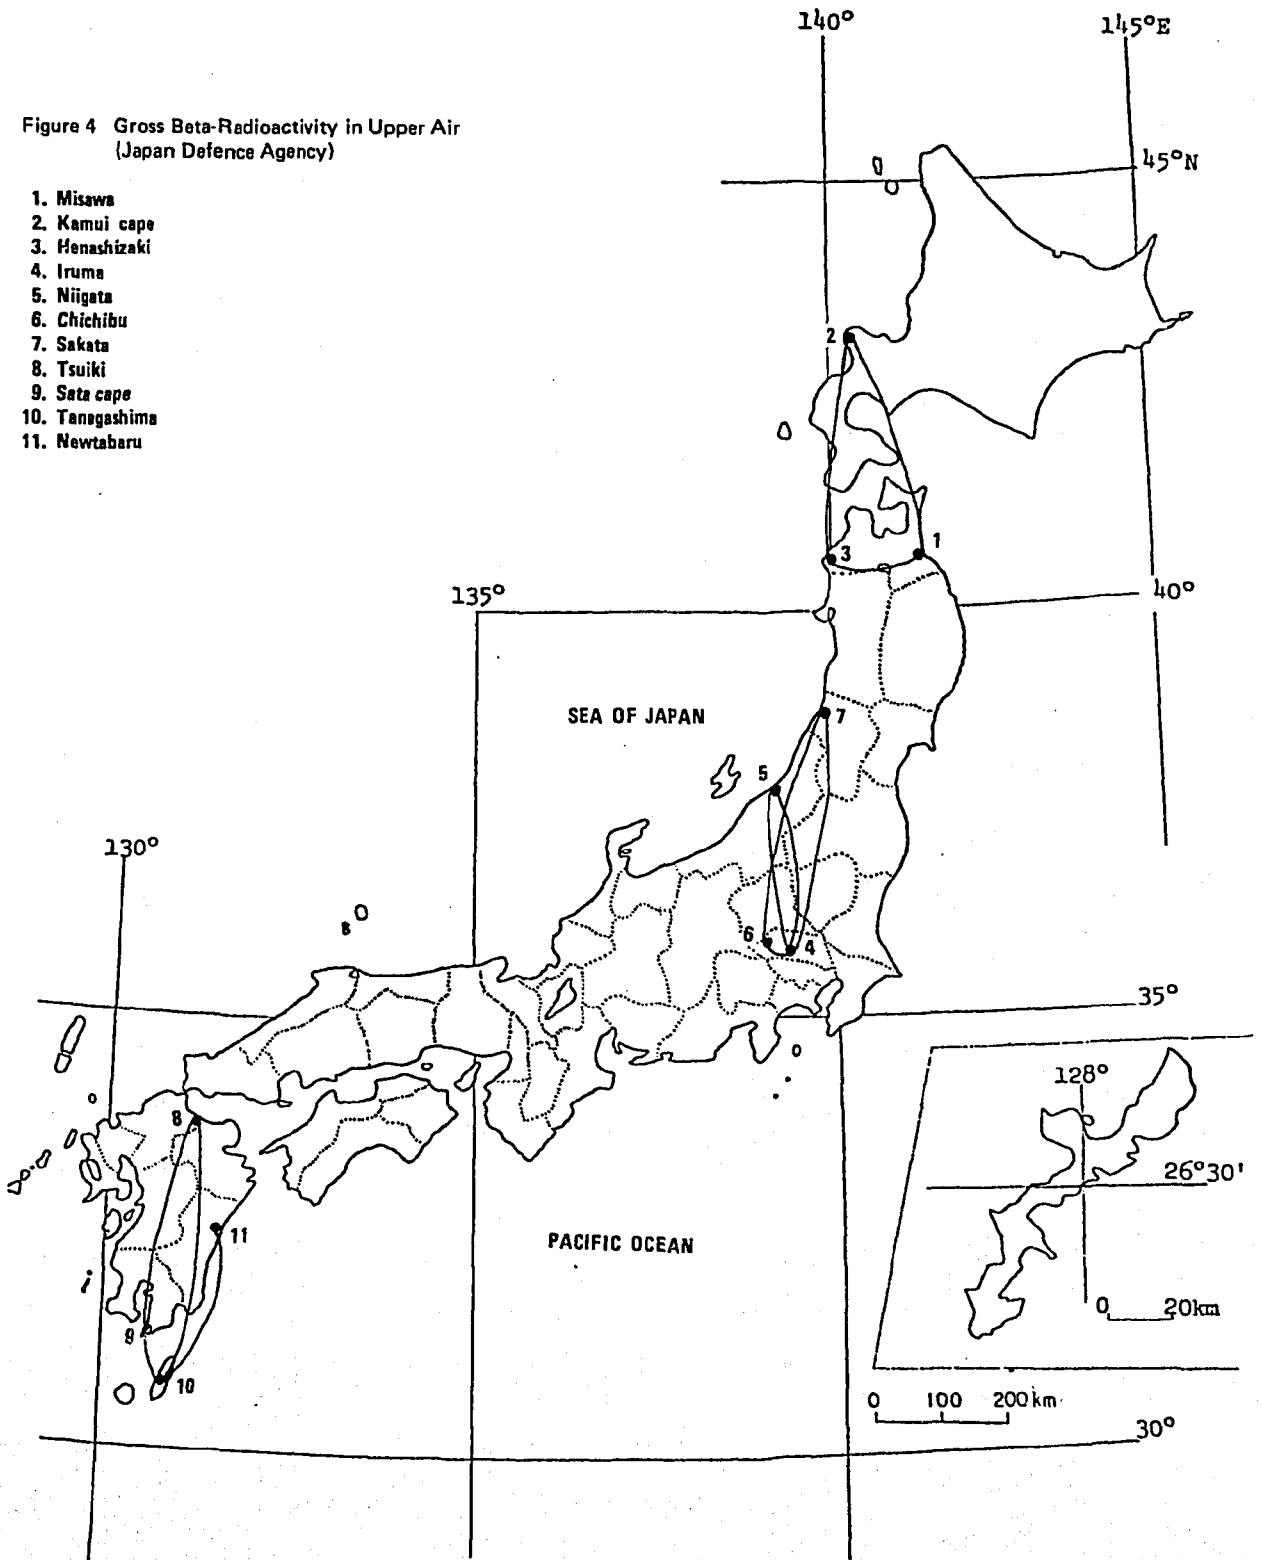 140°
145°E
Figure 4 Gross Beta-Radioactivity in Upper Air
(Japan Defence Agency)
45°N
1. Misawa
2. Kamui cape
3. Henashizaki
4. Iruma
5. Niigata
6. Chichibu
7. Sakata
8. Tsuiki
9. Sata cape
10. Tanegashima
11. Newtabaru
2
3
1
135°
40°
SEA OF JAPAN
7
5
130°
6
4
35°
128°
8
26°30'
11
PACIFIC OCEAN
0 20km
9
10
0 100 200km
30°